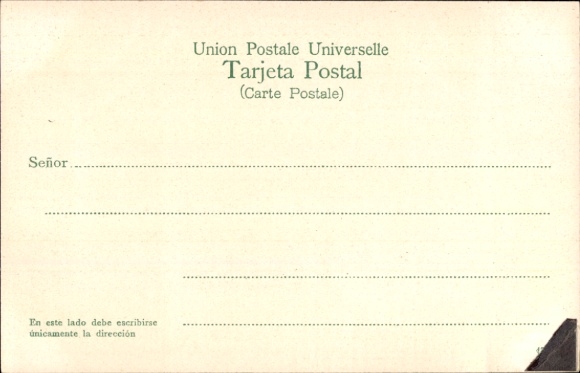 Union Postale Universelle
Tarjeta Postal
(Carte Postale)
Señor
En este lado debe escribirse
únicamente la dirección